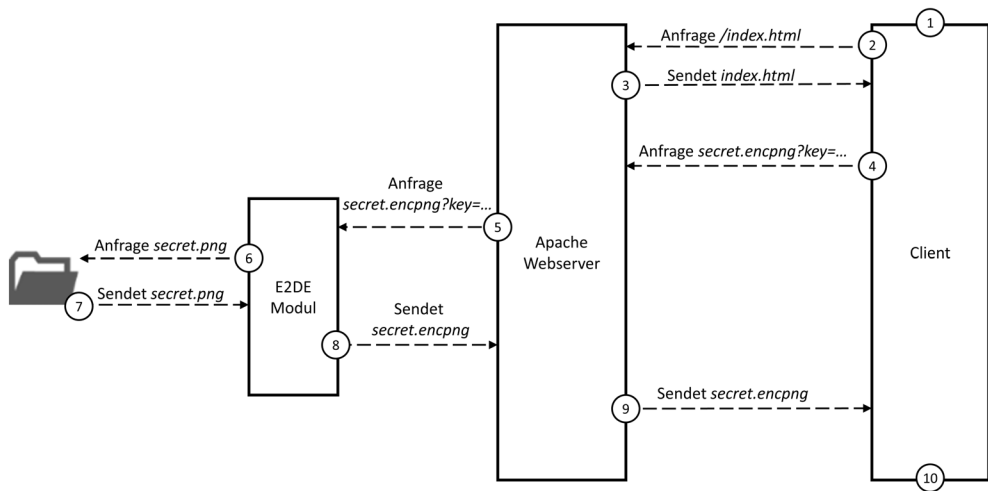 1
Anfrage /index.html
2
3
Sendet index.html
Anfrage secret.encpng?key=...
4
Anfrage
secret.encpng?key=...
5
Apache
Webserver
Client
Anfrage secret.png
6
E2DE
Modul
7
Sendet secret.png
Sendet
secret.encpng
8
9
Sendet secret.encpng
10